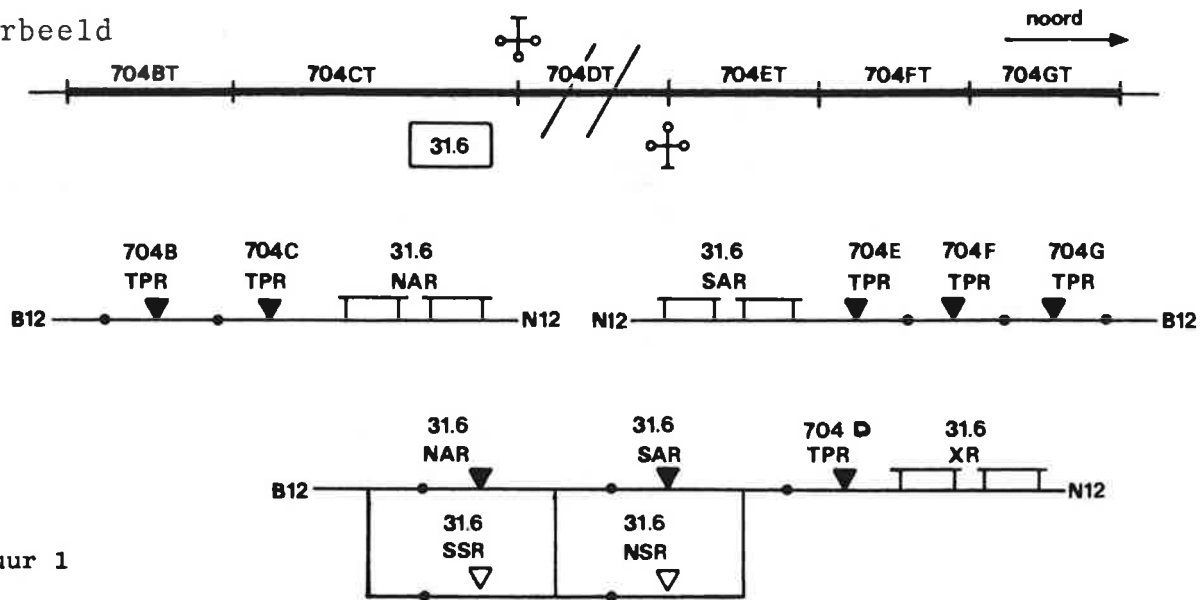 rbeeld
noord
704BT 704CT 704DT 704ET 704FT 704GT
31.6
704B 704C 31.6 31.6 704E 704F 704G
TPR TPR NAR SAR TPR TPR TPR
B12 N12 N12 B12
31.6 31.6 704 D 31.6
NAR SAR TPR XR
B12 N12
31.6 31.6
SSR NSR
uur 1